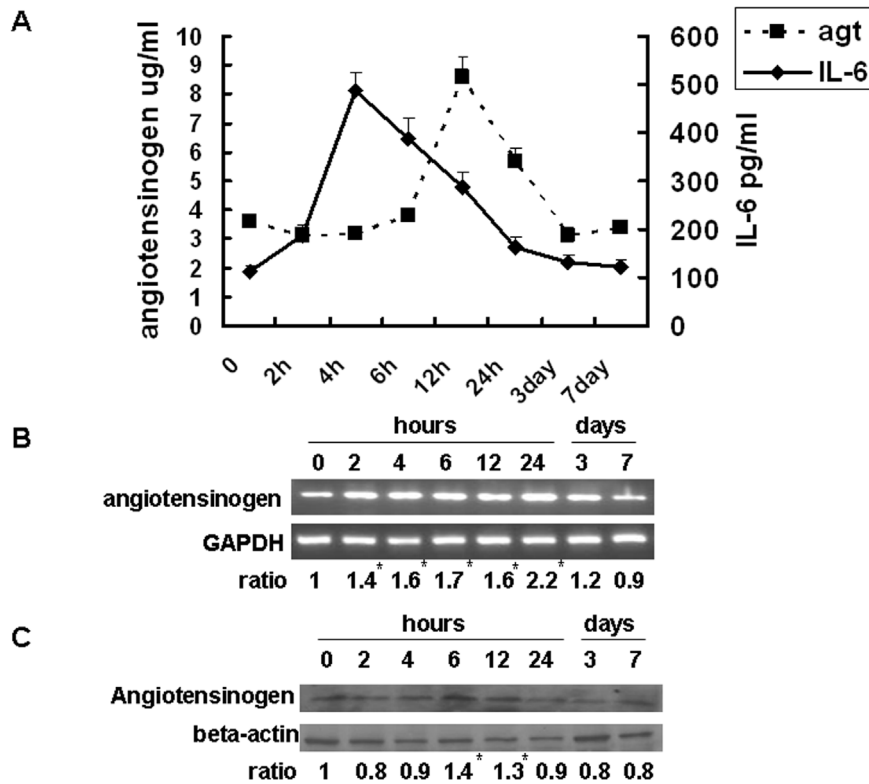 A
angiotensinogen ug/ml
10
9
8
7
6
5
4
3
2
1
0
600
500
400
300
200
100
0
IL-6 pg/ml
agt
IL-6
0 2h 4h 6h 12h 24h 3day 7day
B
hours days
0 2 4 6 12 24 3 7
angiotensinogen
GAPDH
ratio 1 1.4* 1.6* 1.7* 1.6* 2.2* 1.2 0.9
C
hours days
0 2 4 6 12 24 3 7
Angiotensinogen
beta-actin
ratio 1 0.8 0.9 1.4* 1.3* 0.9 0.8 0.8